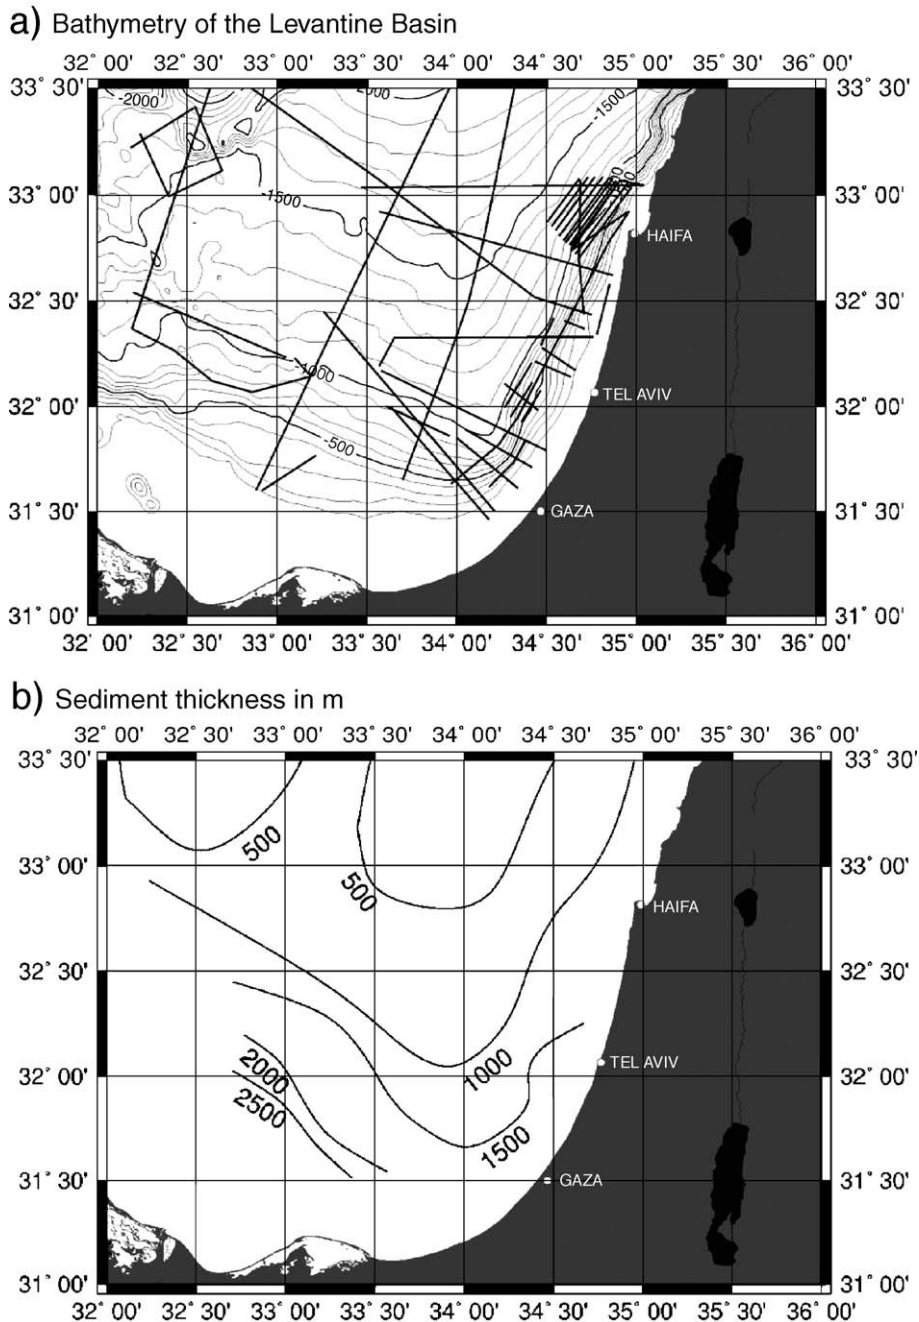 a) Bathymetry of the Levantine Basin
32˚ 00' 32˚ 30' 33˚ 00' 33˚ 30' 34˚ 00' 34˚ 30' 35˚ 00' 35˚ 30' 36˚ 00'
33˚ 30' 33˚ 30'
-2000
-1500
33˚ 00' 33˚ 00'
-1500
HAIFA
32˚ 30' 32˚ 30'
-1000
TEL AVIV
32˚ 00' 32˚ 00'
-500
31˚ 30' GAZA 31˚ 30'
31˚ 00' 31˚ 00'
32˚ 00' 32˚ 30' 33˚ 00' 33˚ 30' 34˚ 00' 34˚ 30' 35˚ 00' 35˚ 30' 36˚ 00'
b) Sediment thickness in m
32˚ 00' 32˚ 30' 33˚ 00' 33˚ 30' 34˚ 00' 34˚ 30' 35˚ 00' 35˚ 30' 36˚ 00'
33˚ 30' 33˚ 30'
500
33˚ 00' 33˚ 00'
500
HAIFA
32˚ 30' 32˚ 30'
2000 1000 TEL AVIV
32˚ 00' 32˚ 00'
2500
1500
31˚ 30' GAZA 31˚ 30'
31˚ 00' 31˚ 00'
32˚ 00' 32˚ 30' 33˚ 00' 33˚ 30' 34˚ 00' 34˚ 30' 35˚ 00' 35˚ 30' 36˚ 00'